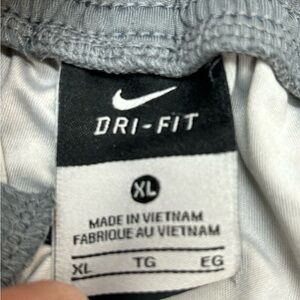 DRI-FIT
XL
MADE IN VIETNAM
FABRIQUE AU VIETNAM
XL TG EG